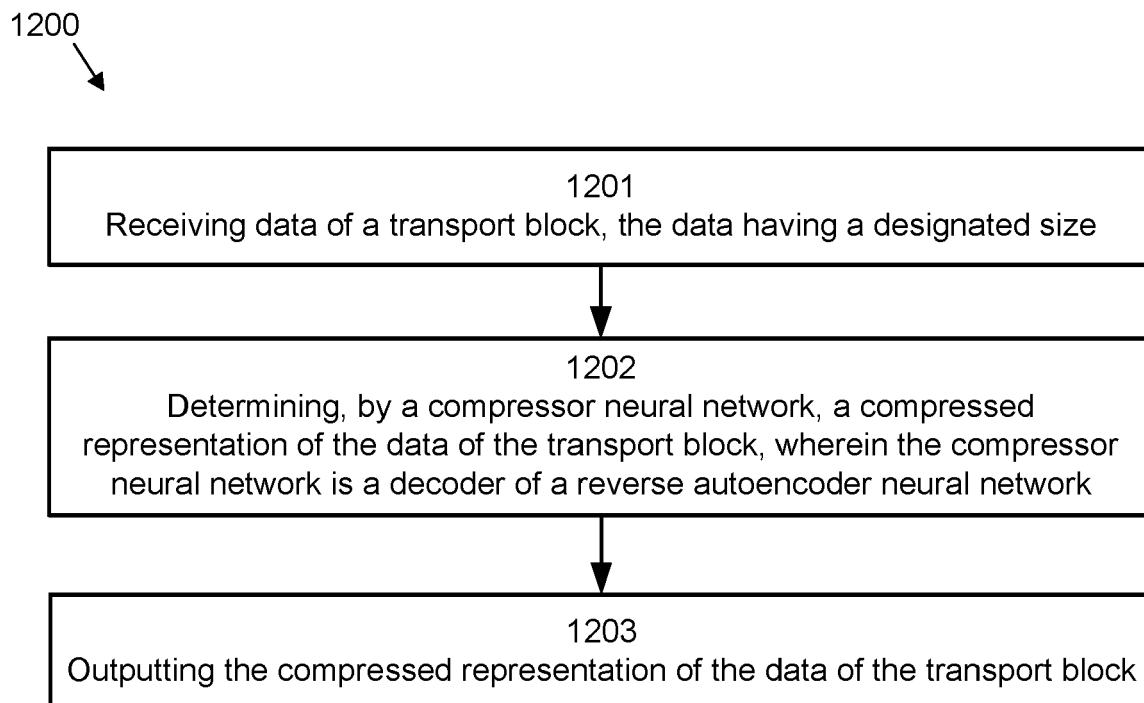 1200
1201
Receiving data of a transport block, the data having a designated size
1202
Determining, by a compressor neural network, a compressed
representation of the data of the transport block, wherein the compressor
neural network is a decoder of a reverse autoencoder neural network
1203
Outputting the compressed representation of the data of the transport block